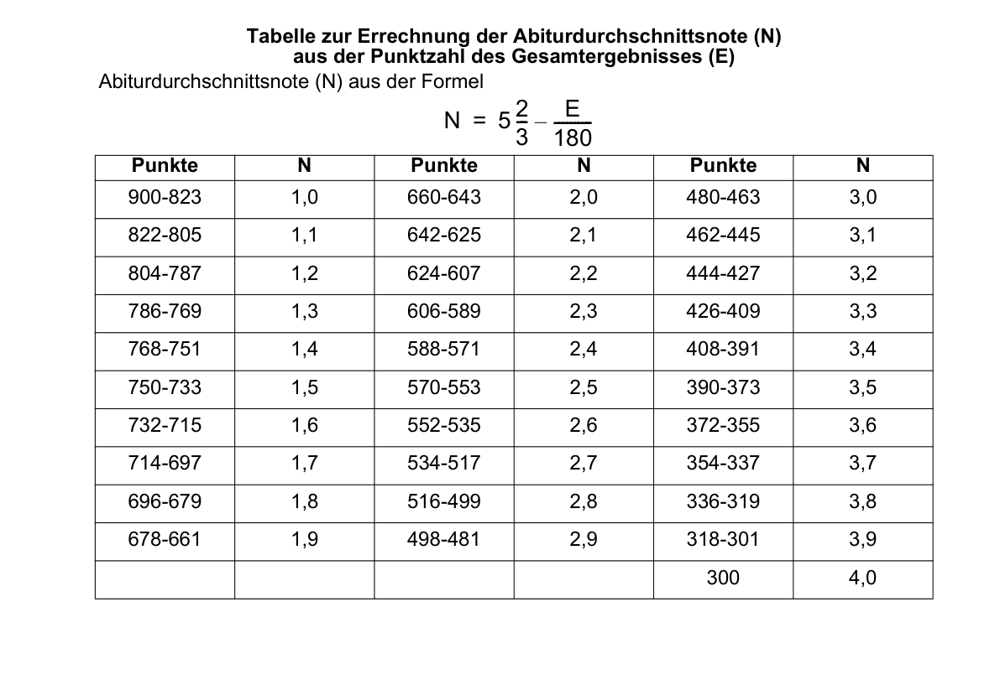 Tabelle zur Errechnung der Abiturdurchschnittsnote (N)
aus der Punktzahl des Gesamtergebnisses (E)
Abiturdurchschnittsnote (N) aus der Formel
N = 5 2/3 – E/180
Punkte N Punkte N Punkte N
900-823 1,0 660-643 2,0 480-463 3,0
822-805 1,1 642-625 2,1 462-445 3,1
804-787 1,2 624-607 2,2 444-427 3,2
786-769 1,3 606-589 2,3 426-409 3,3
768-751 1,4 588-571 2,4 408-391 3,4
750-733 1,5 570-553 2,5 390-373 3,5
732-715 1,6 552-535 2,6 372-355 3,6
714-697 1,7 534-517 2,7 354-337 3,7
696-679 1,8 516-499 2,8 336-319 3,8
678-661 1,9 498-481 2,9 318-301 3,9
300 4,0